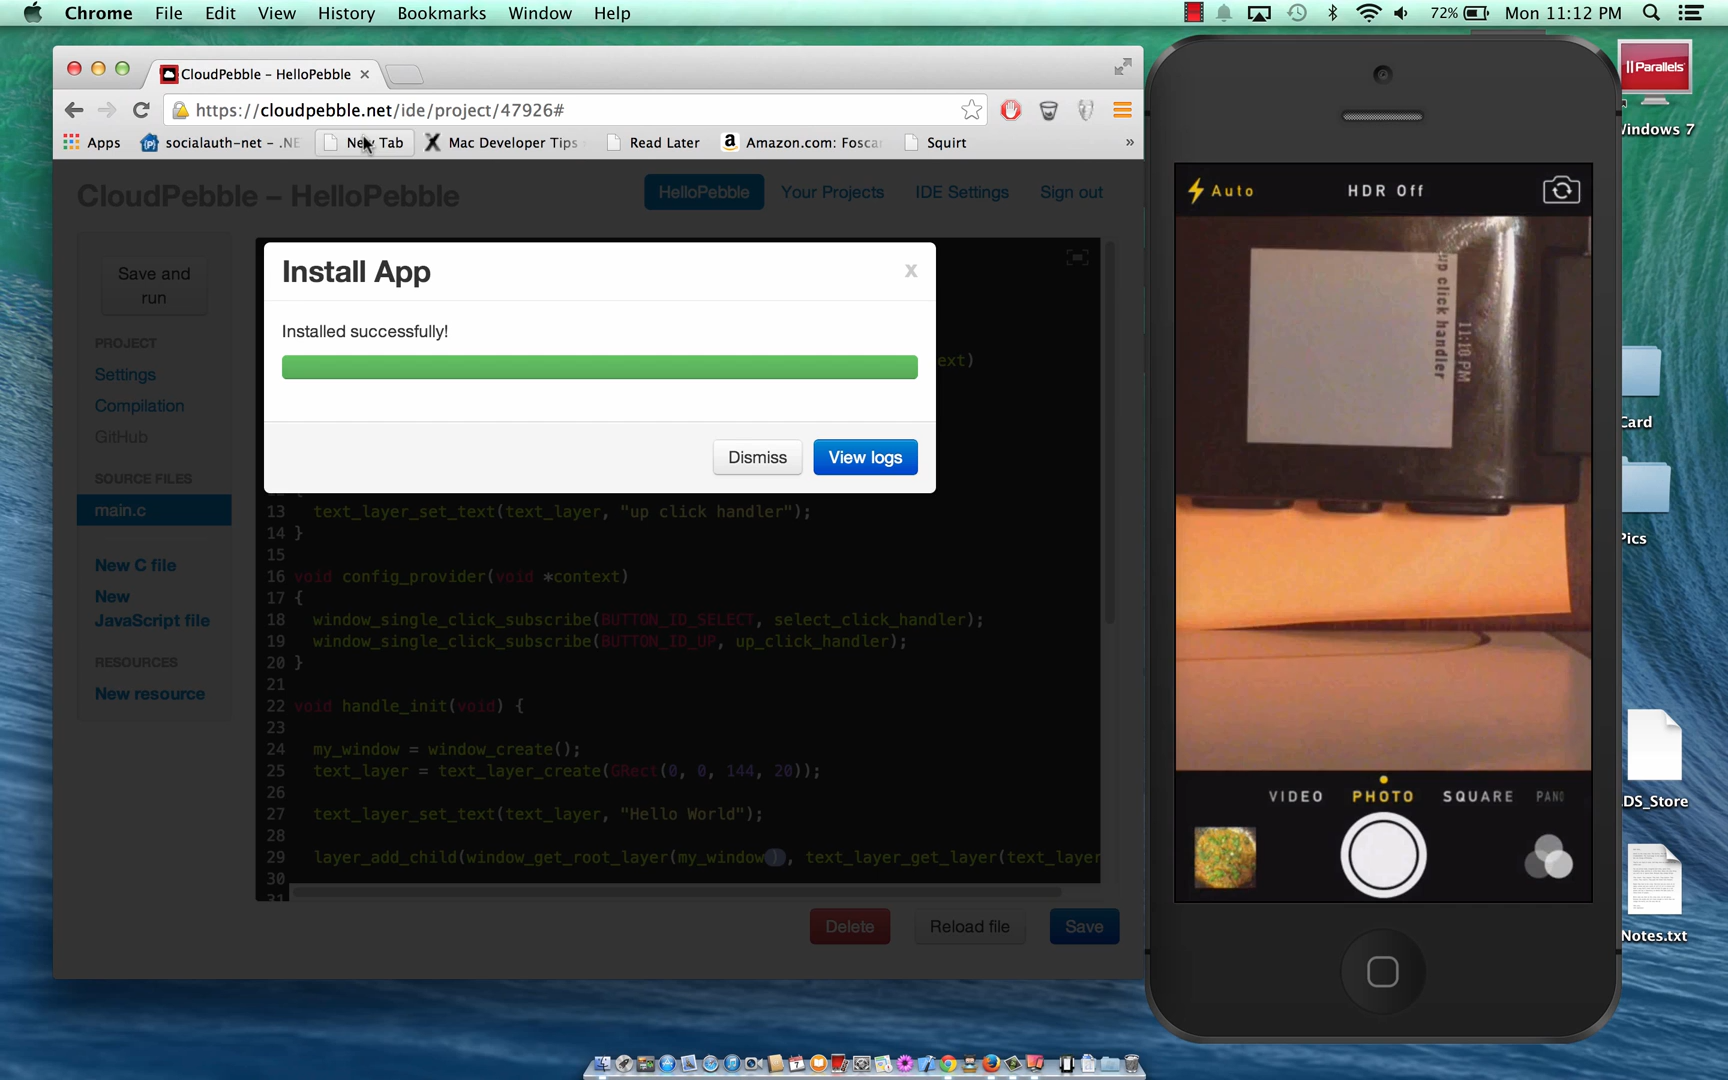 Chrome File Edit View History Bookmarks Window Help 72% Mon 11:12 PM
CloudPebble – HelloPebble
https://cloudpebble.net/ide/project/47926#
Apps socialauth-net - .NE New Tab Mac Developer Tips Read Later Amazon.com: Fosca Squirt »
CloudPebble – HelloPebble HelloPebble Your Projects IDE Settings Sign out
Save and
run
PROJECT
Settings
Compilation
GitHub
SOURCE FILES
main.c
New C file
New
JavaScript file
RESOURCES
New resource
Install App
x
Installed successfully!
Dismiss View logs
ext)
{
13 text_layer_set_text(text_layer, "up click handler");
14 }
15
16 void config_provider(void *context)
17 {
18 window_single_click_subscribe(BUTTON_ID_SELECT, select_click_handler);
19 window_single_click_subscribe(BUTTON_ID_UP, up_click_handler);
20 }
21
22 void handle_init(void) {
23
24 my_window = window_create();
25 text_layer = text_layer_create(GRect(0, 0, 144, 20));
26
27 text_layer_set_text(text_layer, "Hello World");
28
29 layer_add_child(window_get_root_layer(my_window), text_layer_get_layer(text_layer
30
31
Delete Reload file Save
Auto HDR Off
up click handler
11:10 PM
VIDEO PHOTO SQUARE PANO
Parallels
Windows 7
Card
Pics
.DS_Store
Notes.txt